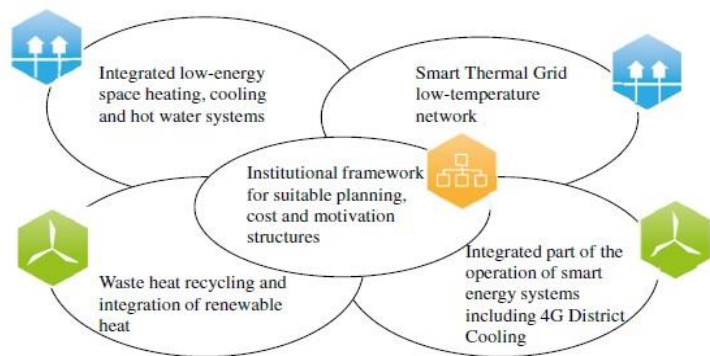 Integrated low-energy
space heating, cooling
and hot water systems
Smart Thermal Grid
low-temperature
network
Institutional framework
for suitable planning,
cost and motivation
structures
Waste heat recycling and
integration of renewable
heat
Integrated part of the
operation of smart
energy systems
including 4G District
Cooling